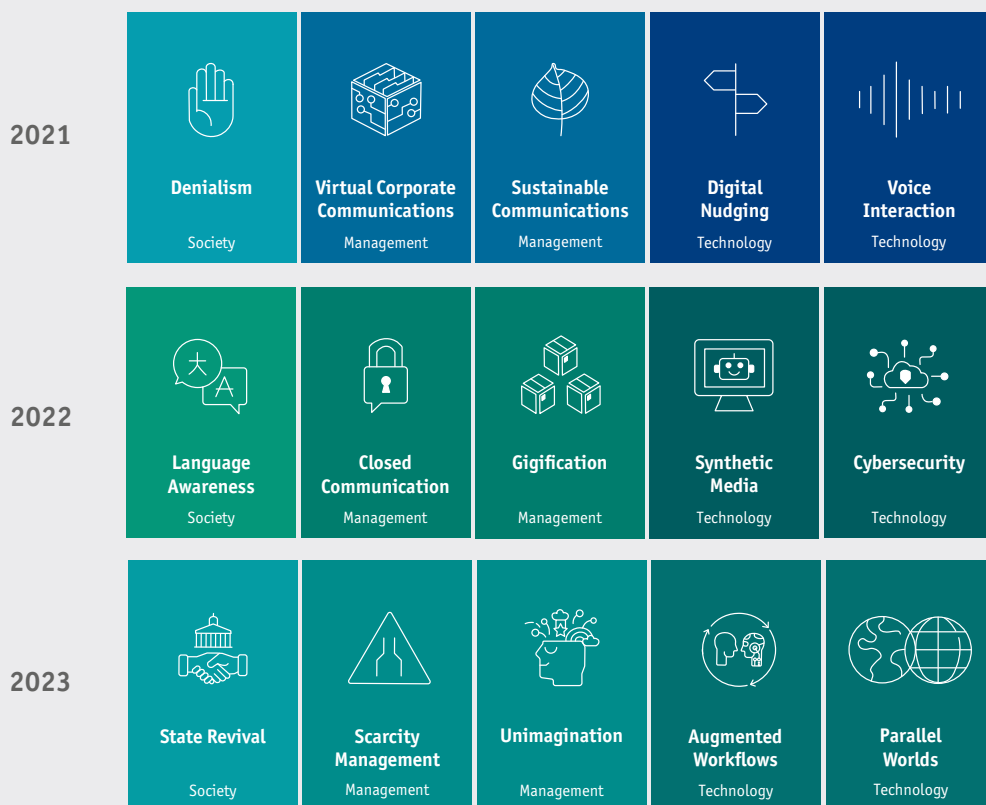 2021
Denialism
Society
Virtual Corporate
Communications
Management
Sustainable
Communications
Management
Digital
Nudging
Technology
Voice
Interaction
Technology
2022
大
A
Language
Awareness
Society
Closed
Communication
Management
Gigification
Management
Synthetic
Media
Technology
Cybersecurity
Technology
2023
State Revival
Society
Scarcity
Management
Management
Unimagination
Management
Augmented
Workflows
Technology
Parallel
Worlds
Technology